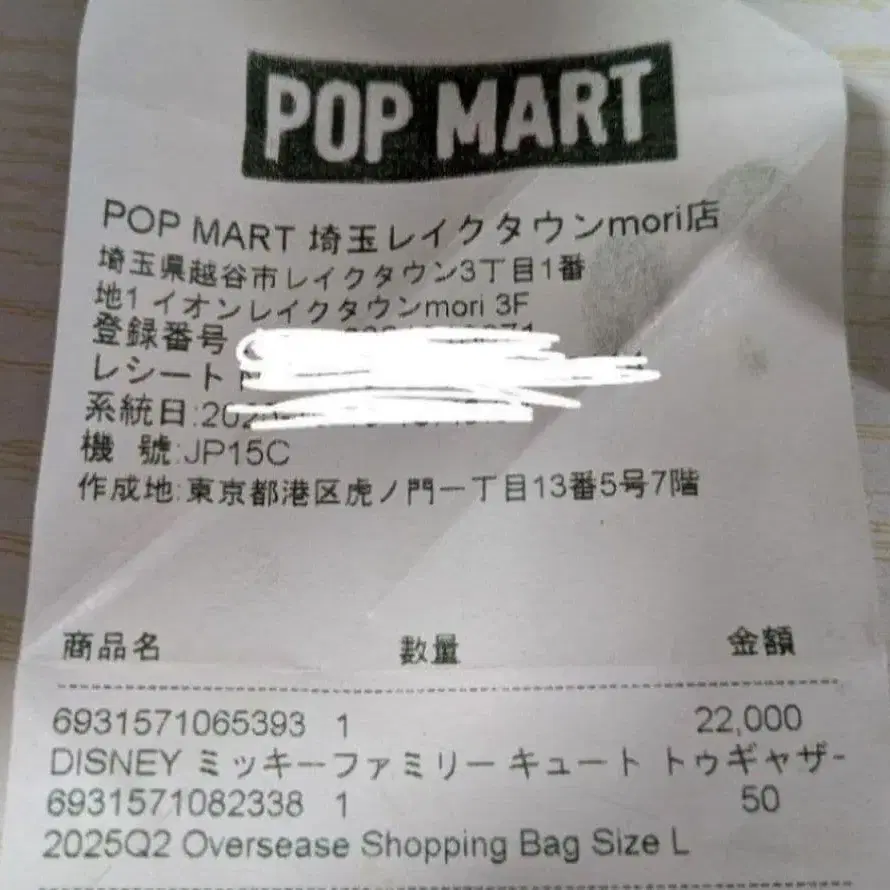 POP MART
POP MART 埼玉レイクタウンmori店
埼玉県越谷市レイクタウン3丁目1番
地1 イオンレイクタウンmori 3F
登録番号
レシート
系統日:202
機 號:JP15C
作成地:東京都港区虎ノ門一丁目13番5号7階
商品名 数量 金額
6931571065393 1 22,000
DISNEY ミッキーファミリー キュート トゥギャザー
6931571082338 1 50
2025Q2 Oversease Shopping Bag Size L